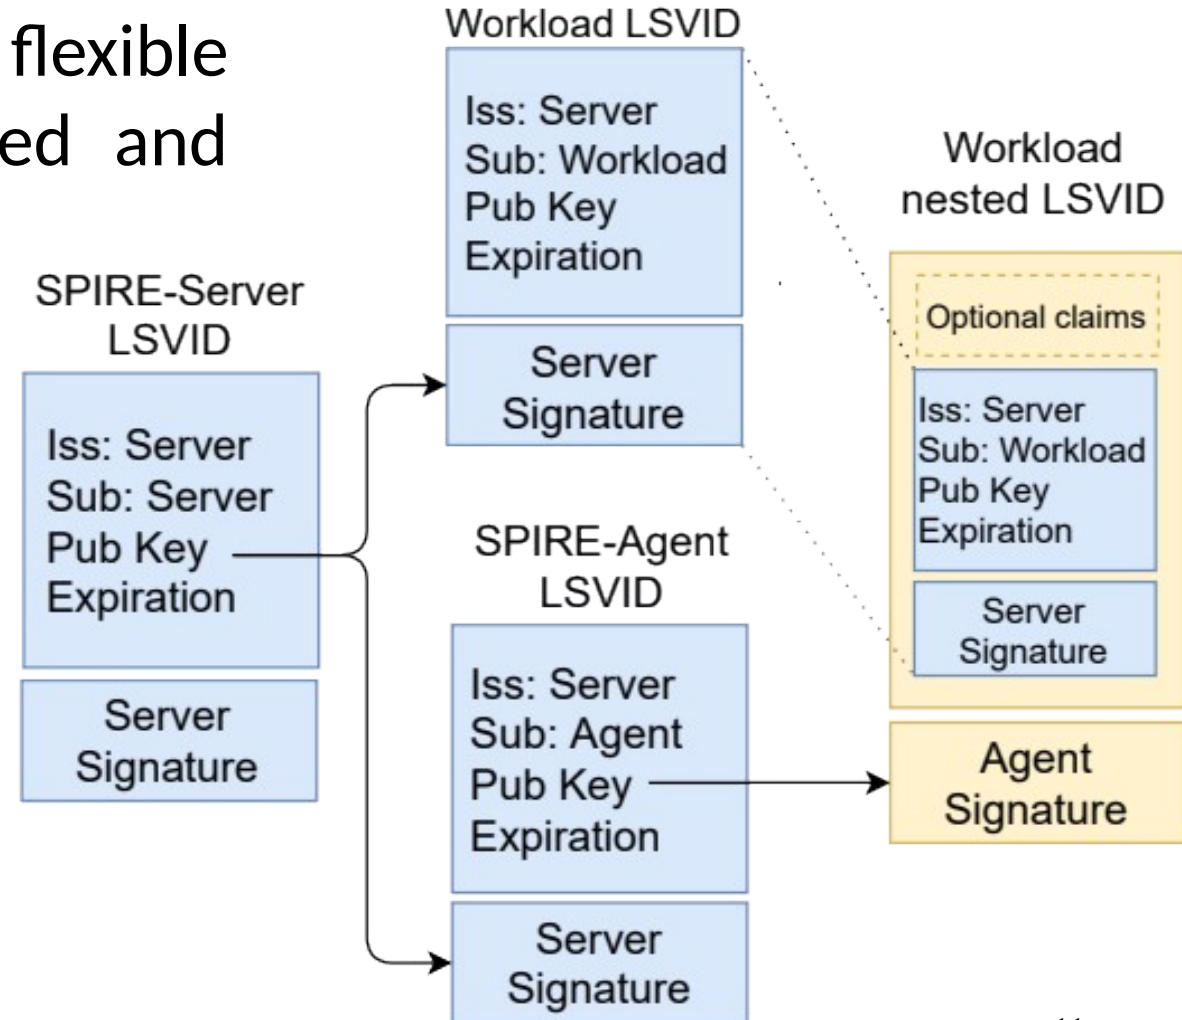 flexible
ed and
Workload LSVID
Iss: Server
Sub: Workload
Pub Key
Expiration
Server
Signature
SPIRE-Server
LSVID
Iss: Server
Sub: Server
Pub Key
Expiration
Server
Signature
SPIRE-Agent
LSVID
Iss: Server
Sub: Agent
Pub Key
Expiration
Server
Signature
Workload
nested LSVID
Optional claims
Iss: Server
Sub: Workload
Pub Key
Expiration
Server
Signature
Agent
Signature